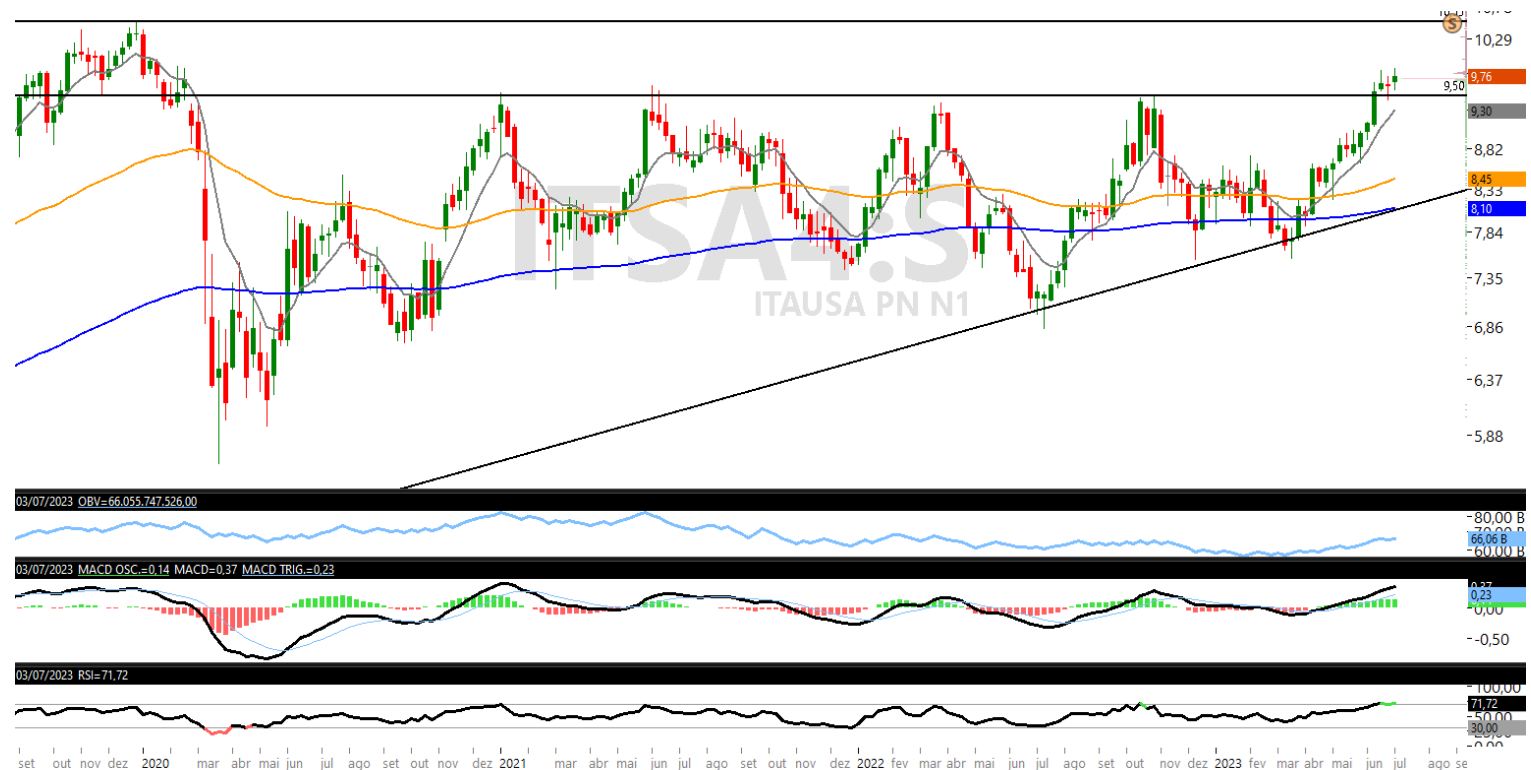 10,29
9,76
9,50
9,30
8,82
8,45
8,33
8,10
7,84
7,35
6,86
6,37
5,88
ITSA4:S
ITAUSA PN N1
03/07/2023 OBV=66.055.747.526,00
80,00 B
66,06 B
60,00 B
03/07/2023 MACD OSC.=0,14 MACD=0,37 MACD TRIG.=0,23
0,37
0,23
0,00
-0,50
03/07/2023 RSI=71,72
100,00
71,72
50,00
30,00
set out nov dez 2020 mar abr mai jun jul ago out nov dez 2021 mar abr jun jul ago out nov 2022 fev abr mai jun jul ago set out nov 2023 fev mar abr mai jun jul ago se